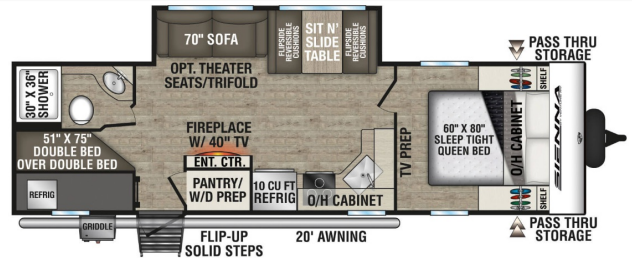 70" SOFA
FLIPSIDE
REVERSIBLE
CUSHIONS
SIT N'
SLIDE
TABLE
FLIPSIDE
REVERSIBLE
CUSHIONS
PASS THRU
STORAGE
30" X 36"
SHOWER
OPT. THEATER
SEATS/TRIFOLD
SHELF
51" X 75"
DOUBLE BED
OVER DOUBLE BED
FIREPLACE
W/ 40" TV
ENT. CTR.
TV PREP
60" X 80"
SLEEP TIGHT
QUEEN BED
O/H CABINET
SIENNA
REFRIG
PANTRY/
W/D PREP
10 CU FT
REFRIG
O/H CABINET
SHELF
GRIDDLE
FLIP-UP
SOLID STEPS
20' AWNING
PASS THRU
STORAGE